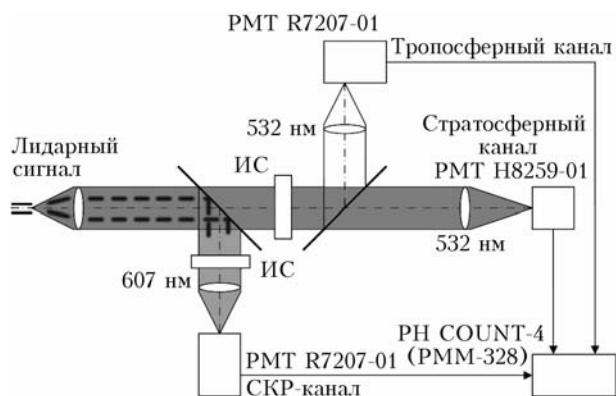 PMT R7207-01
Тропосферный канал
532 нм
Стратосферный
канал
Лидарный
сигнал
ИС
PMT H8259-01
532 нм
607 нм
ИС
PH COUNT-4
(PMM-328)
PMT R7207-01
СКР-канал